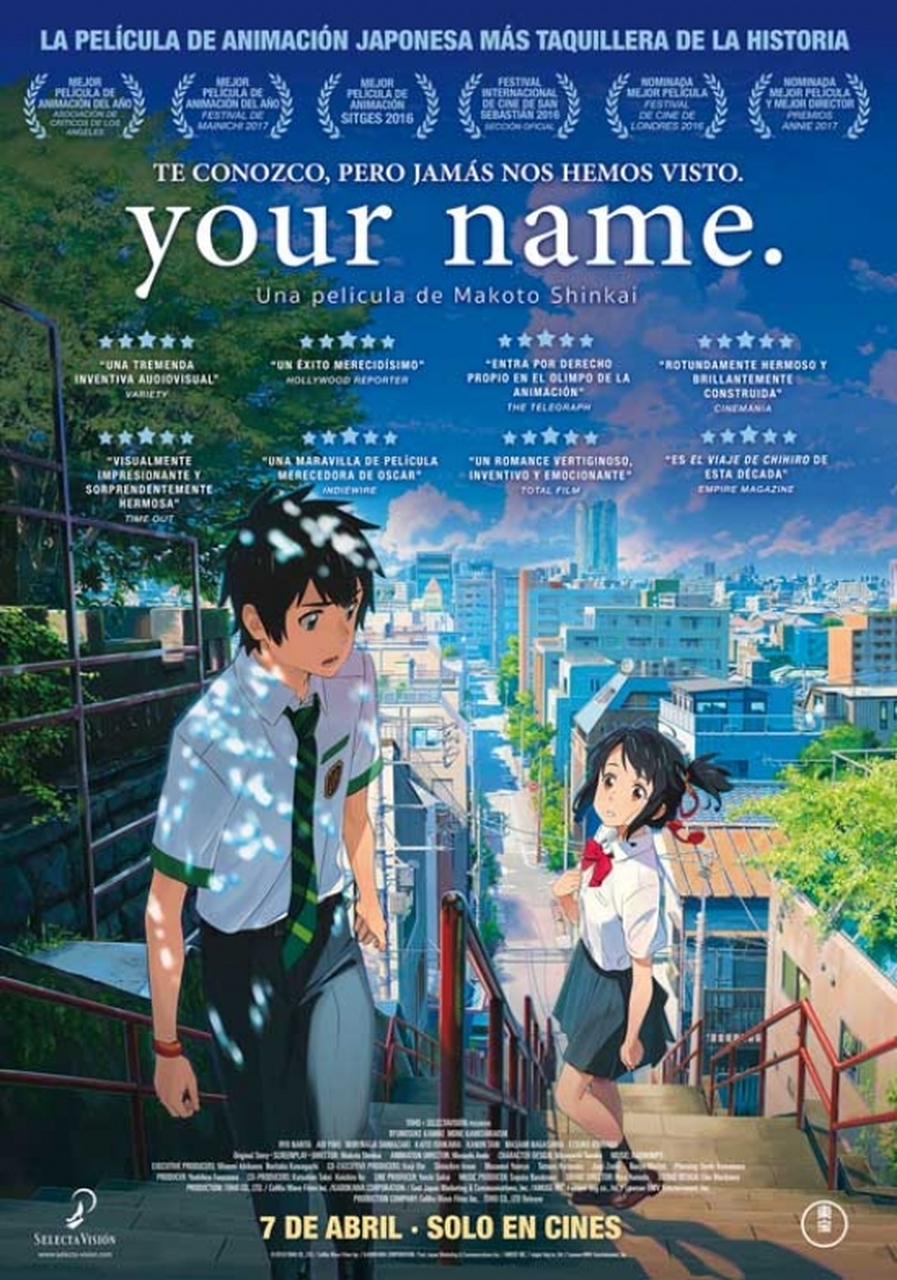 LA PELÍCULA DE ANIMACIÓN JAPONESA MÁS TAQUILLERA DE LA HISTORIA
MEJOR
PELÍCULA DE
ANIMACIÓN DEL AÑO
ASOCIACIÓN DE
CRÍTICOS DE LOS
ANGELES
MEJOR
PELÍCULA DE
ANIMACIÓN DEL AÑO
FESTIVAL DE
MAINICHI 2017
MEJOR
PELÍCULA DE
ANIMACIÓN
SITGES 2016
FESTIVAL
INTERNACIONAL
DE CINE DE SAN
SEBASTIÁN 2016
SECCIÓN OFICIAL
NOMINADA
MEJOR PELÍCULA
FESTIVAL
DE CINE DE
LONDRES 2016
NOMINADA
MEJOR PELÍCULA
Y MEJOR DIRECTOR
PREMIOS
ANNIE 2017
TE CONOZCO, PERO JAMÁS NOS HEMOS VISTO.
your name.
Una película de Makoto Shinkai
"UNA TREMENDA
INVENTIVA AUDIOVISUAL"
VARIETY
"UN ÉXITO MERECIDÍSIMO"
HOLLYWOOD REPORTER
"ENTRA POR DERECHO
PROPIO EN EL OLIMPO DE LA
ANIMACIÓN"
THE TELEGRAPH
"ROTUNDAMENTE HERMOSO Y
BRILLANTEMENTE
CONSTRUIDA"
CINEMANIA
"VISUALMENTE
IMPRESIONANTE Y
SORPRENDENTEMENTE
HERMOSA"
TIME OUT
"UNA MARAVILLA DE PELÍCULA
MERECEDORA DE OSCAR"
INDIEWIRE
"UN ROMANCE VERTIGINOSO,
INVENTIVO Y EMOCIONANTE"
TOTAL FILM
"ES EL VIAJE DE CHIHIRO DE
ESTA DÉCADA"
EMPIRE MAGAZINE
7 DE ABRIL · SOLO EN CINES
SELECTAVISIÓN
www.selecta-vision.com
東宝